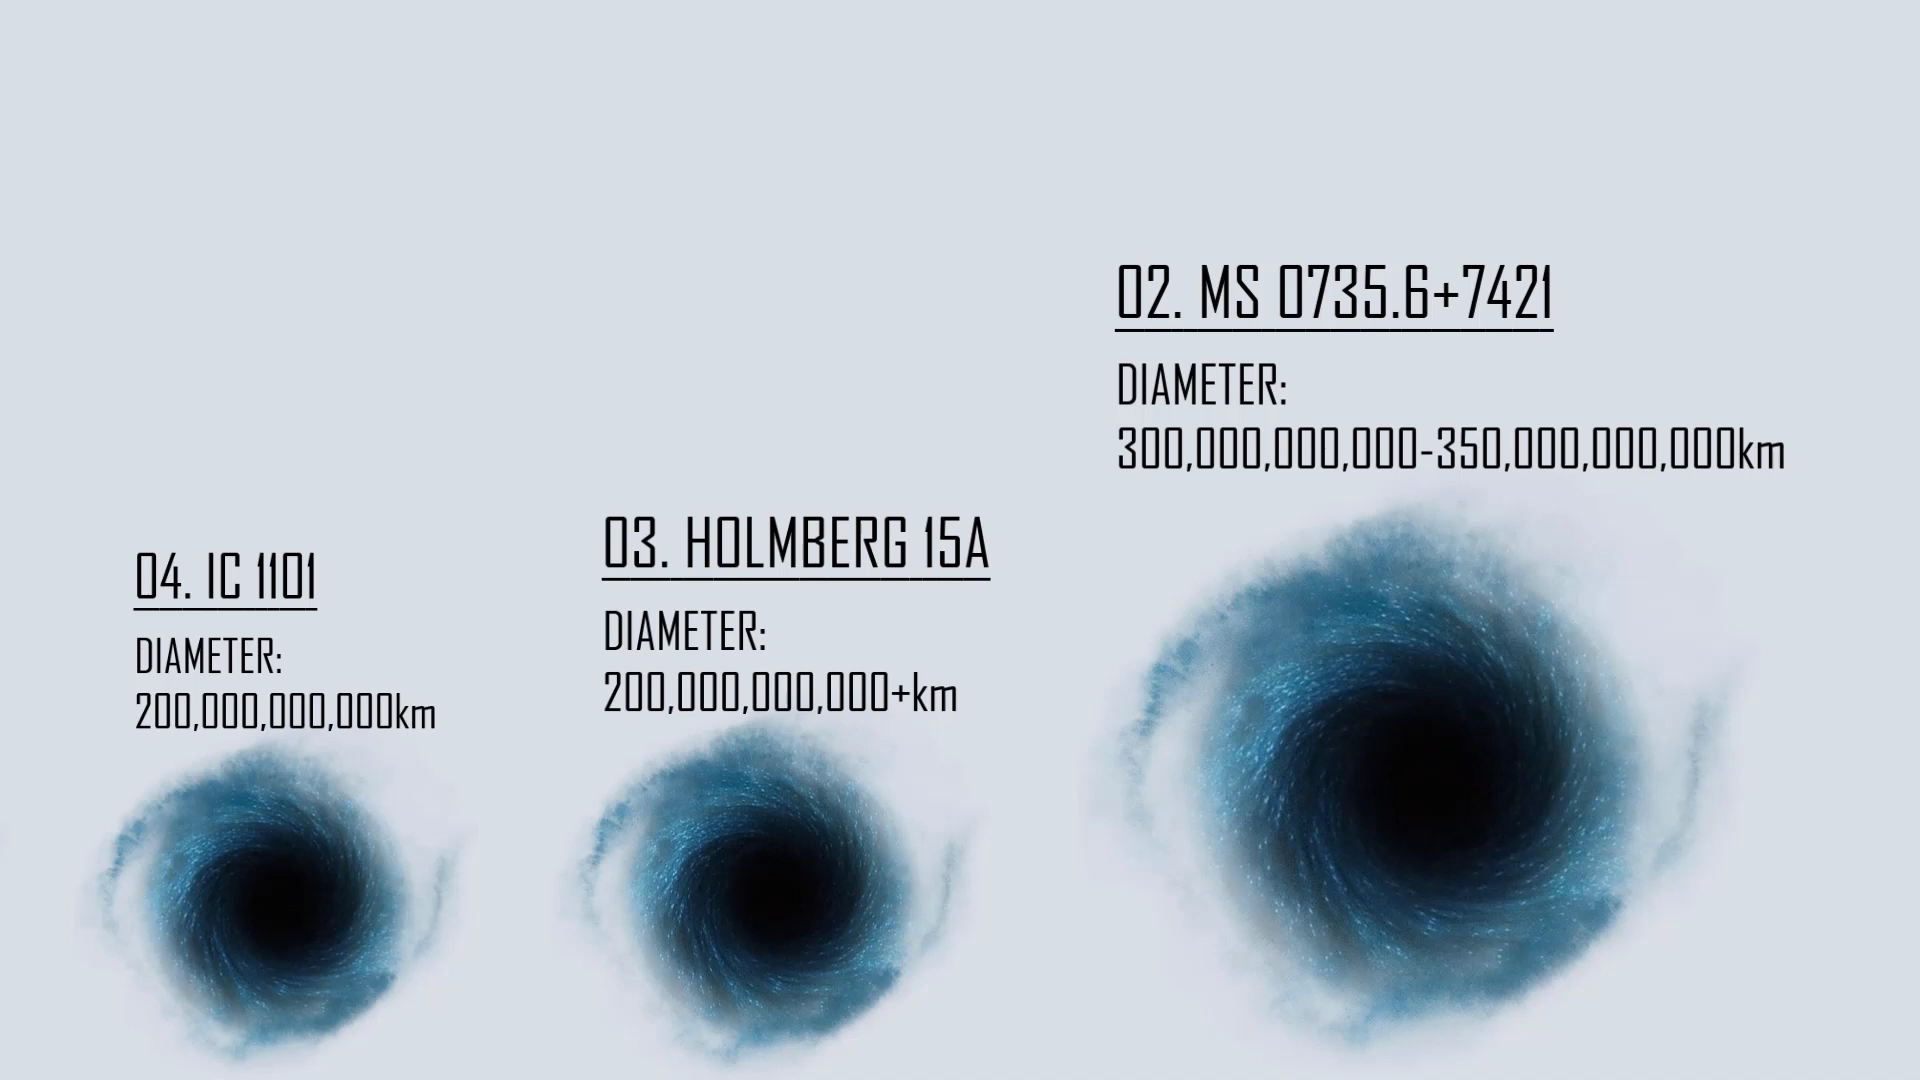 04. IC 1101
DIAMETER:
200,000,000,000km
03. HOLMBERG 15A
DIAMETER:
200,000,000,000+km
02. MS 0735.6+7421
DIAMETER:
300,000,000,000-350,000,000,000km